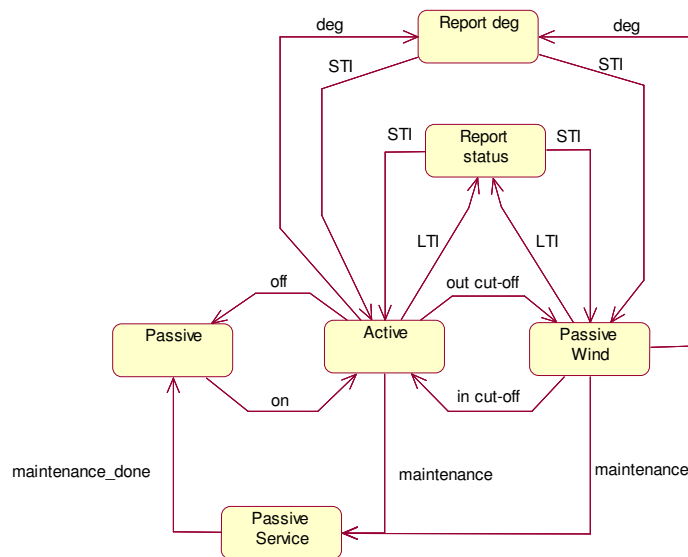 deg
Report deg
deg
STI
STI
STI
Report
status
STI
LTI
LTI
off
out cut-off
Passive
Active
Passive
Wind
on
in cut-off
maintenance_done
maintenance
maintenance
Passive
Service